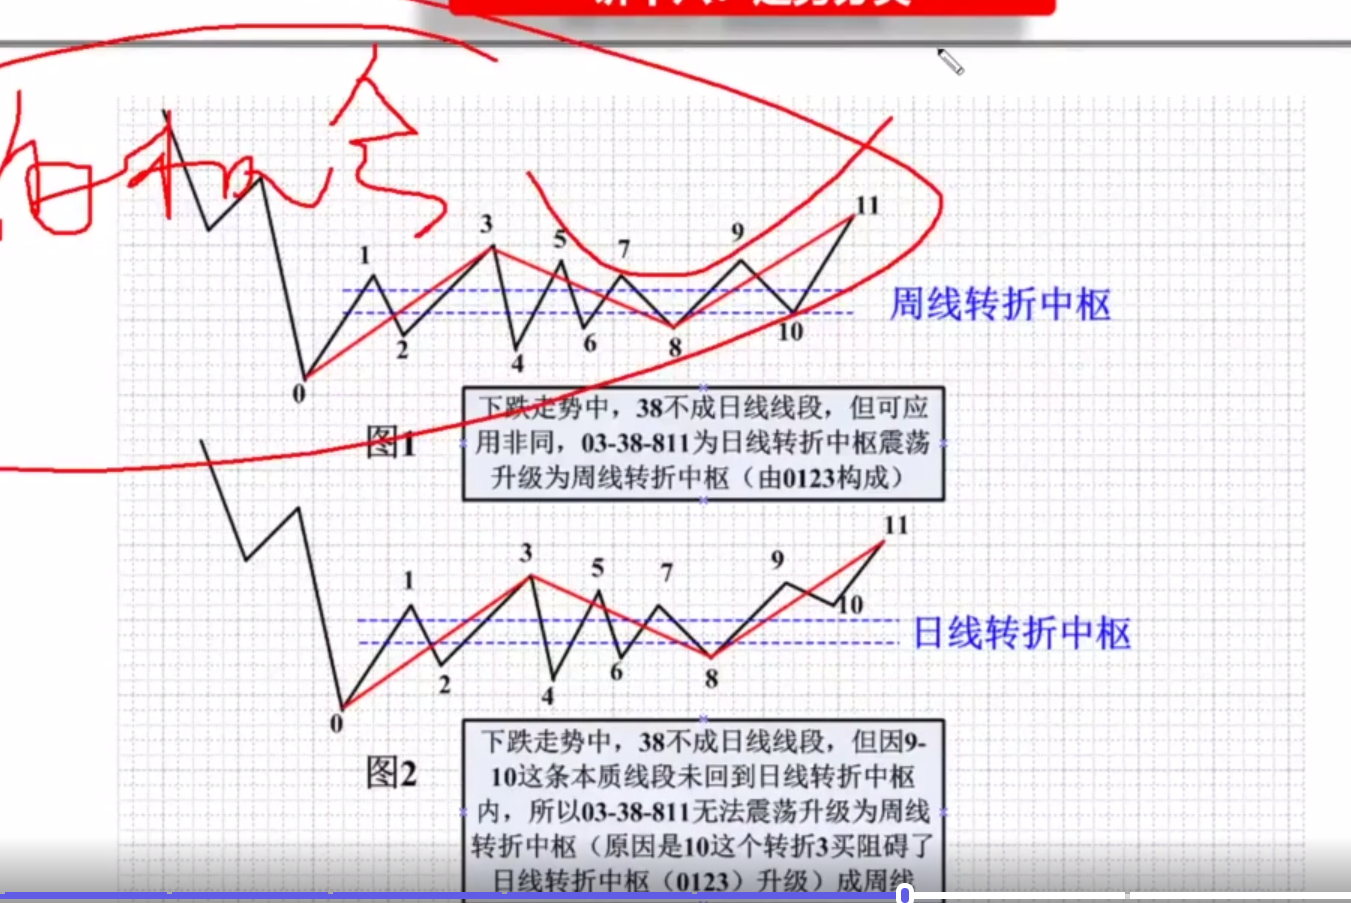 3
11
5
7
9
1
周线转折中枢
2
6
8
10
4
0
下跌走势中，38不成日线线段，但可应
用非同，03-38-811为日线转折中枢震荡
升级为周线转折中枢（由0123构成）
图1
11
3
5
7
9
1
10
日线转折中枢
2
6
8
4
0
下跌走势中，38不成日线线段，但因9-
10这条本质线段未回到日线转折中枢
内，所以03-38-811无法震荡升级为周线
转折中枢（原因是10这个转折3买阻碍了
日线转折中枢（0123）升级）成周线
图2